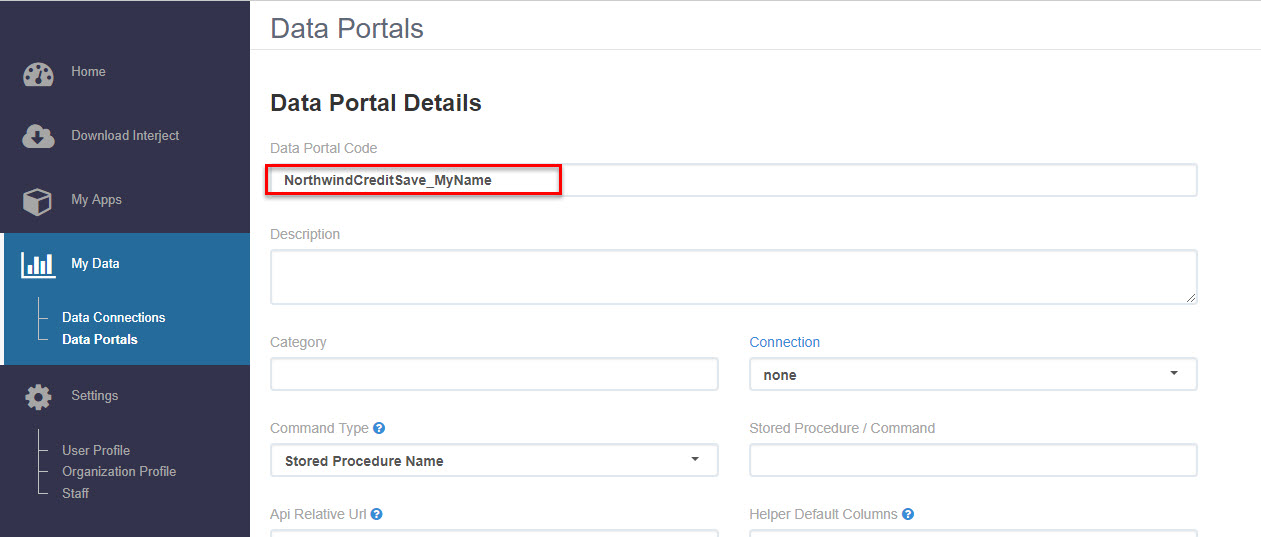 Data Portals
Home
Download Interject
My Apps
My Data
Data Connections
Data Portals
Settings
User Profile
Organization Profile
Staff
Data Portal Details
Data Portal Code
NorthwindCreditSave_MyName
Description
Category
Connection
none
Command Type ?
Stored Procedure / Command
Stored Procedure Name
Api Relative Url ?
Helper Default Columns ?